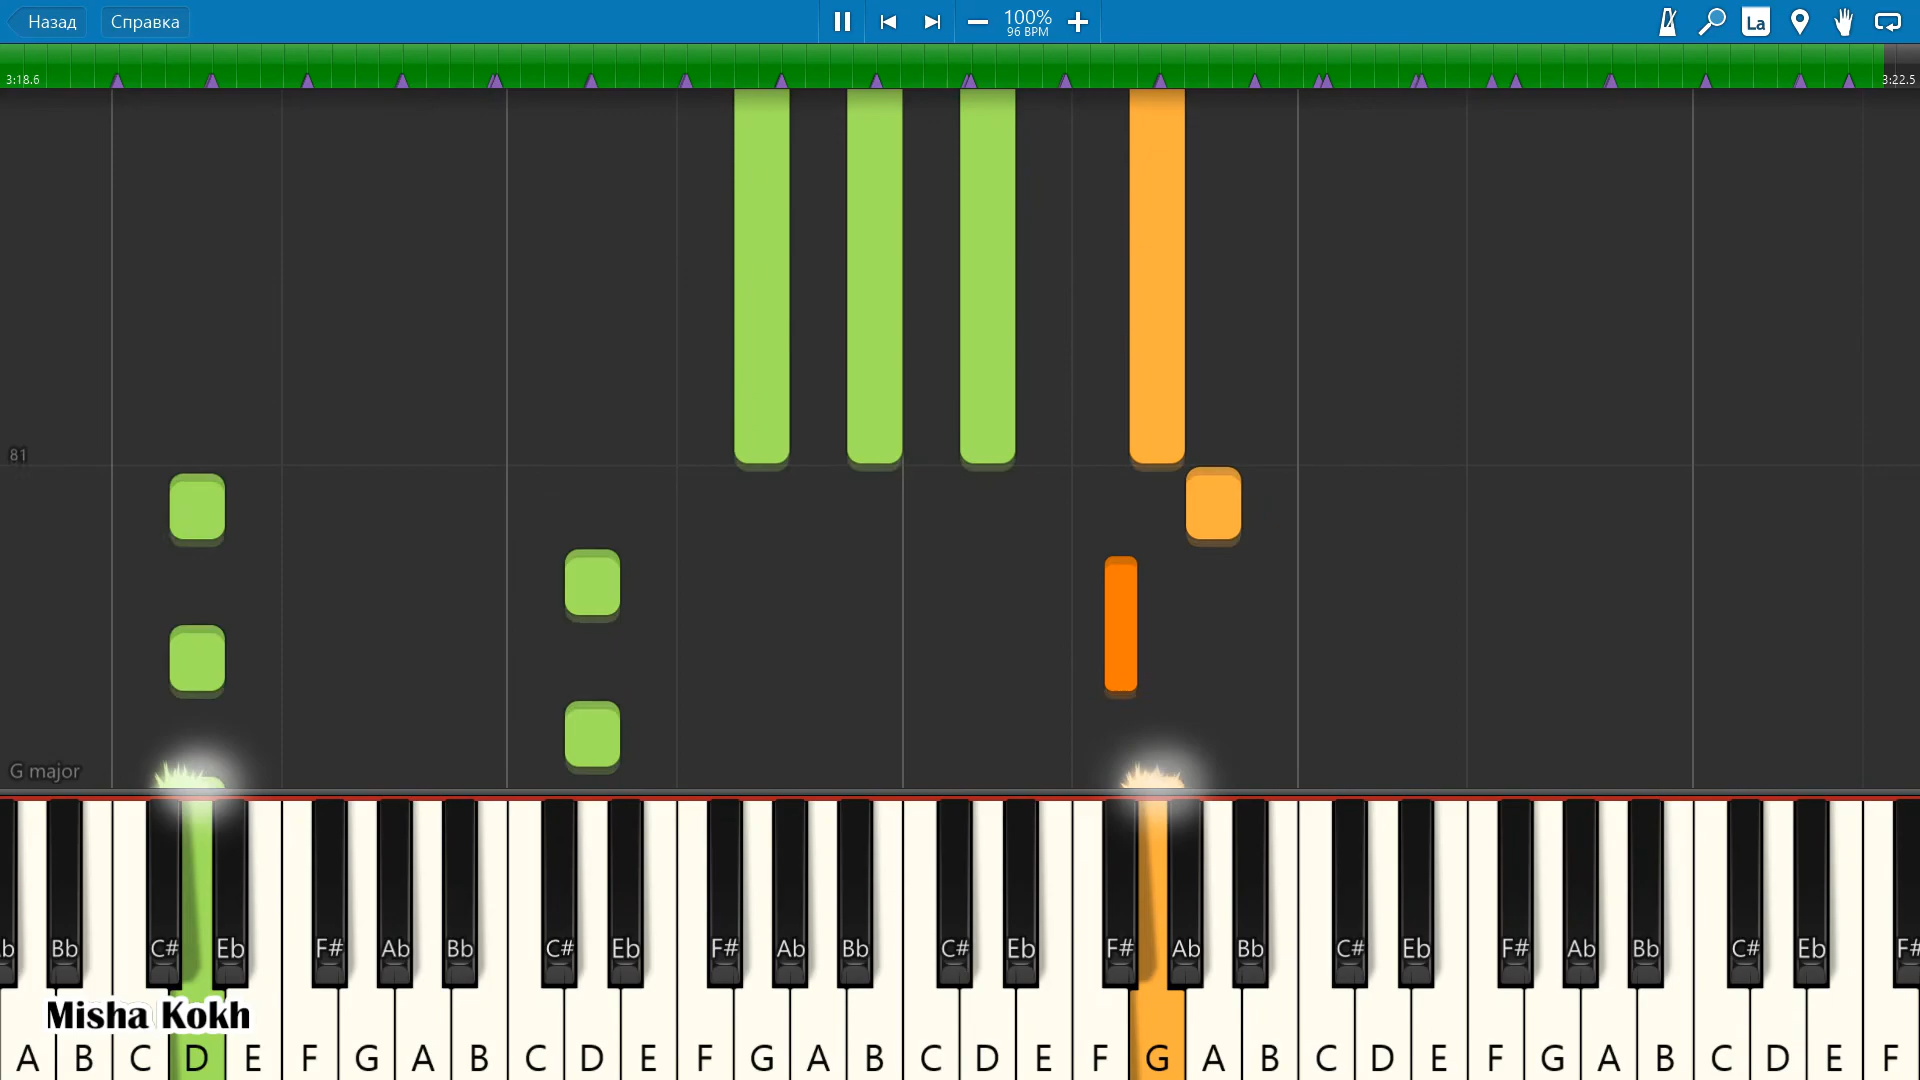 Назад Справка 100% La
96 BPM
3:18.6 3:22.5
81
G major
Bb C# Eb F# Ab Bb C# Eb F# Ab Bb C# Eb F# Ab Bb C# Eb F# Ab Bb C# Eb F#
Misha Kokh
A B C D E F G A B C D E F G A B C D E F G A B C D E F G A B C D E F